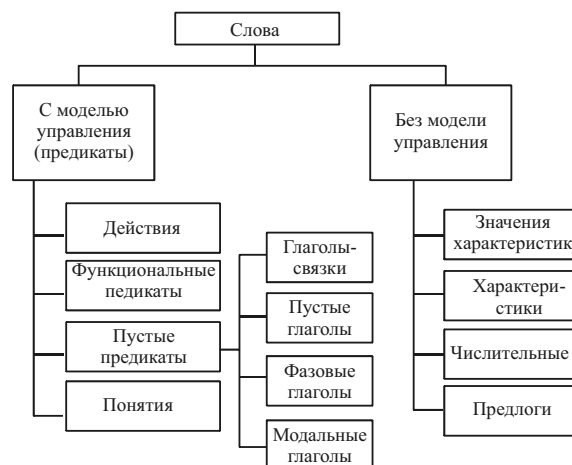 Слова
С моделью
управления
(предикаты)
Без модели
управления
Действия
Функциональные
педикаты
Пустые
предикаты
Понятия
Глаголы-
связки
Пустые
глаголы
Фазовые
глаголы
Модальные
глаголы
Значения
характеристик
Характери-
стики
Числительные
Предлоги